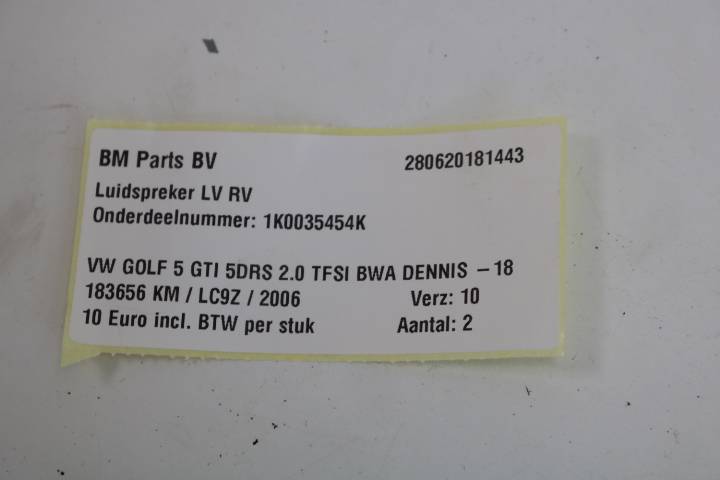 BM Parts BV 280620181443
Luidspreker LV RV
Onderdeelnummer: 1K0035454K
VW GOLF 5 GTI 5DRS 2.0 TFSI BWA DENNIS – 18
183656 KM / LC9Z / 2006 Verz: 10
10 Euro incl. BTW per stuk Aantal: 2